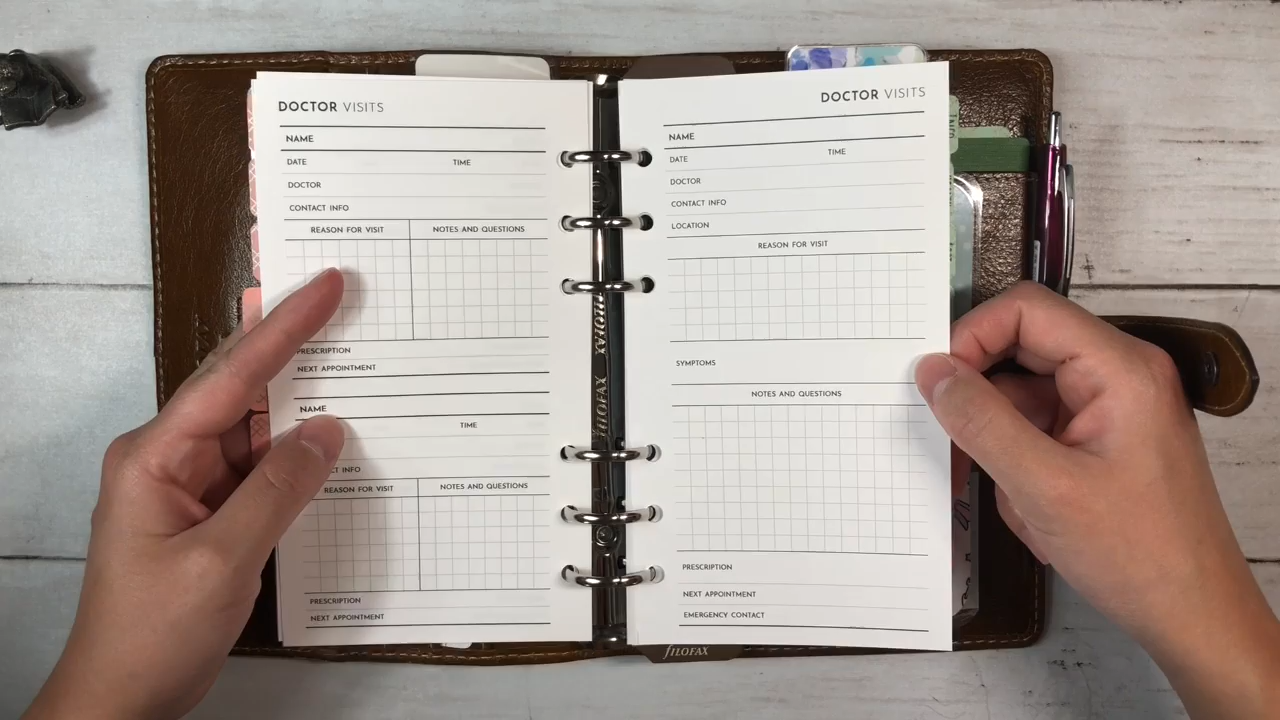 DOCTOR VISITS
NAME
DATE TIME
DOCTOR
CONTACT INFO
REASON FOR VISIT NOTES AND QUESTIONS
PRESCRIPTION
NEXT APPOINTMENT
NAME
TIME
CT INFO
REASON FOR VISIT NOTES AND QUESTIONS
PRESCRIPTION
NEXT APPOINTMENT
DOCTOR VISITS
NAME
DATE TIME
DOCTOR
CONTACT INFO
LOCATION
REASON FOR VISIT
SYMPTOMS
NOTES AND QUESTIONS
PRESCRIPTION
NEXT APPOINTMENT
EMERGENCY CONTACT
FILOFAX
filofax